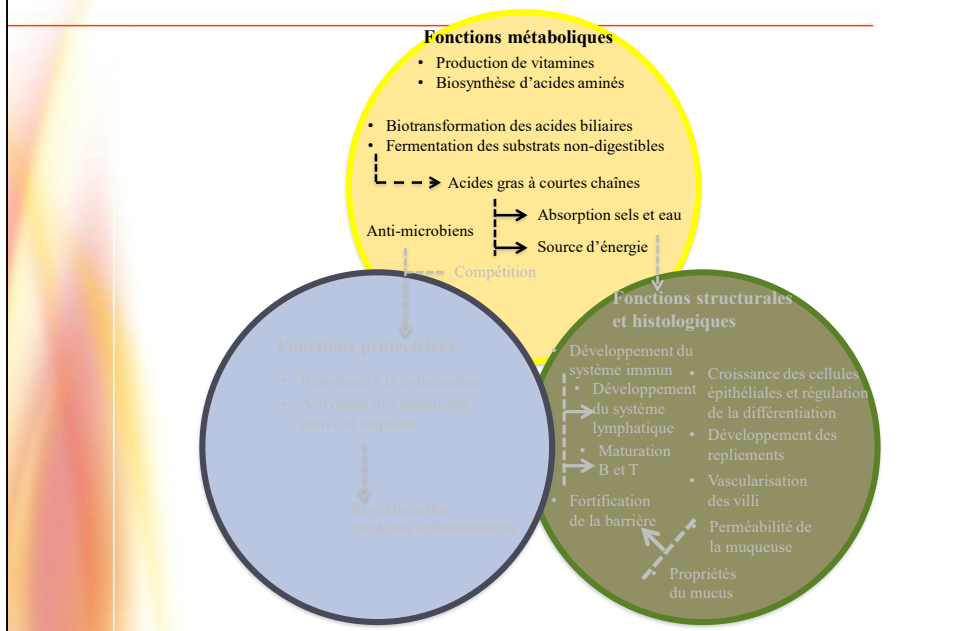 Fonctions métaboliques
• Production de vitamines
• Biosynthèse d’acides aminés
• Biotransformation des acides biliaires
• Fermentation des substrats non-digestibles
Acides gras à courtes chaînes
Absorption sels et eau
Anti-microbiens
Source d’énergie
Compétition
Fonctions protectrices
• Résistance à la colonisation
• Activation des immunités
native et acquises
Régulation des
cytokines inflammatoires
Fonctions structurales
et histologiques
• Développement du
système immun
• Développement
du système
lymphatique
• Maturation
B et T
• Fortification
de la barrière
• Croissance des cellules
épithéliales et régulation
de la différentiation
• Développement des
repliements
• Vascularisation
des villi
• Perméabilité de
la muqueuse
• Propriétés
du mucus